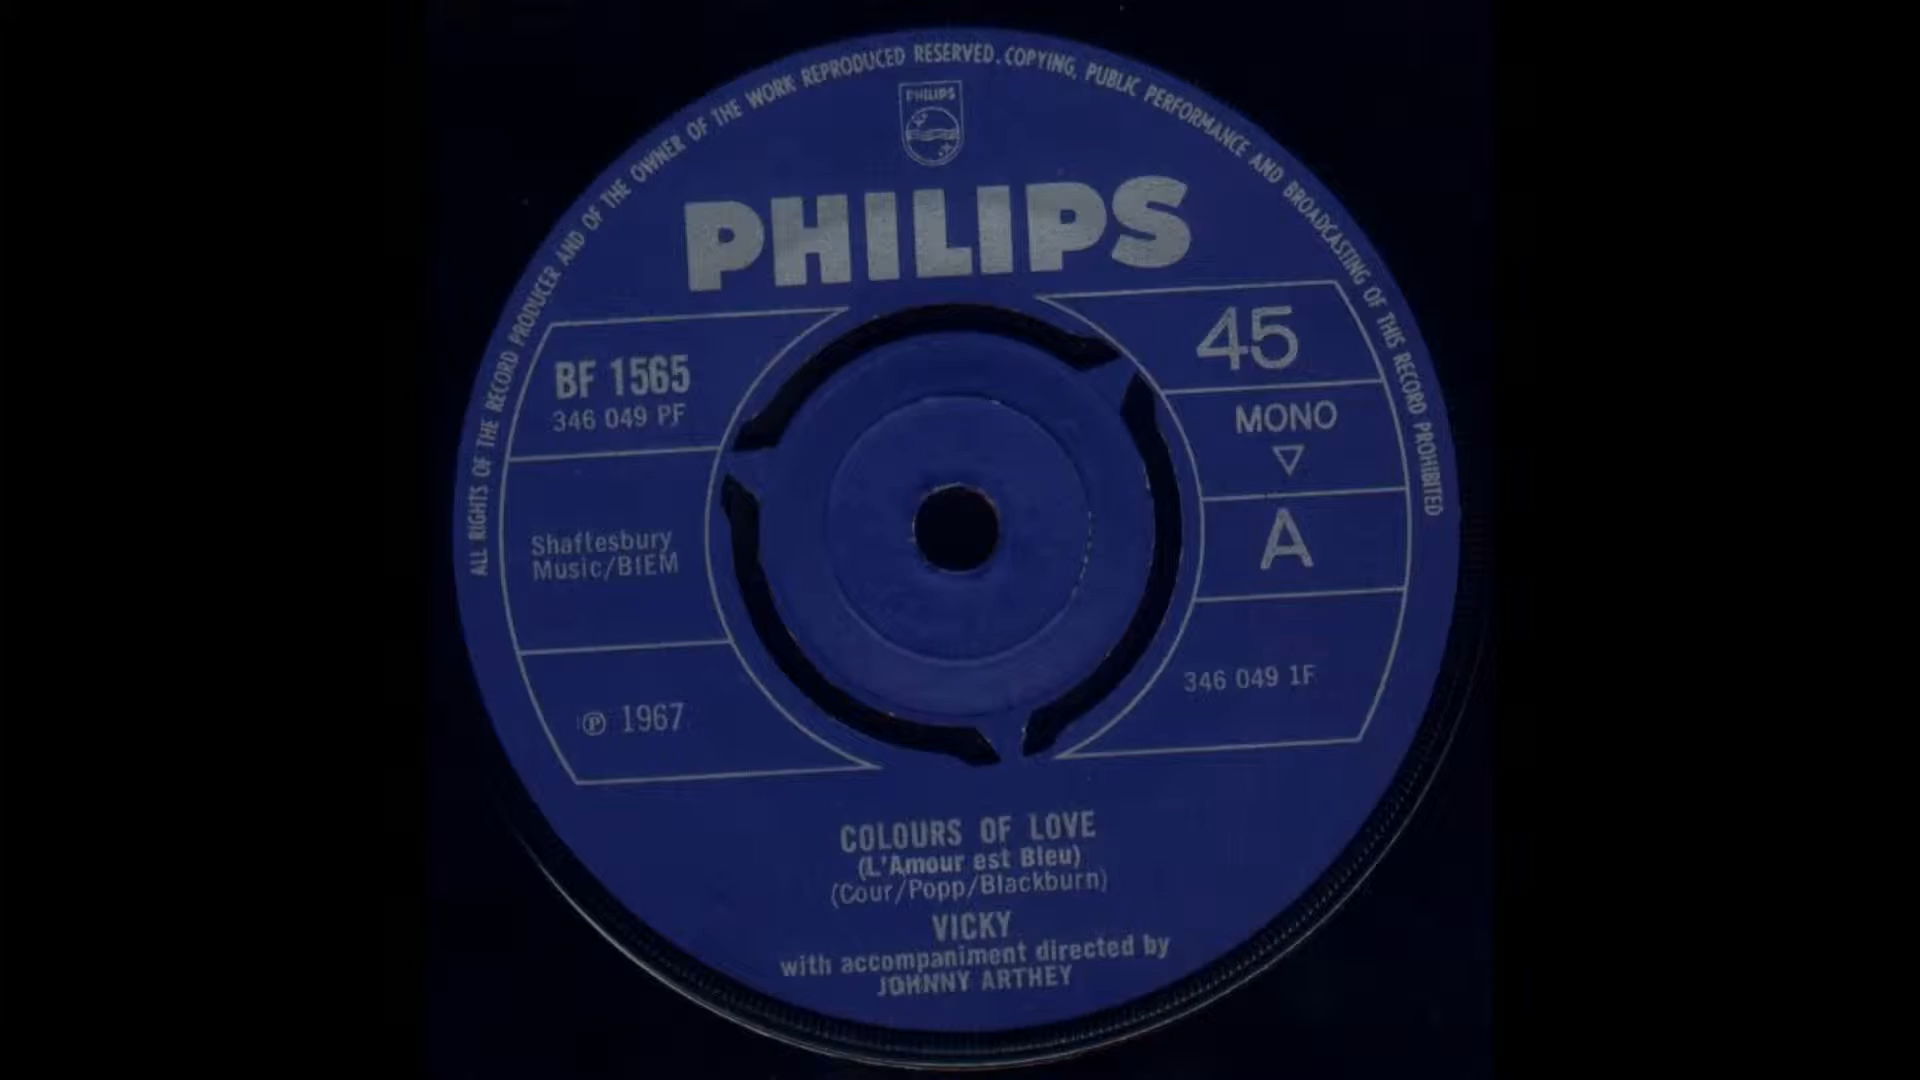 ALL RIGHTS OF THE RECORD PRODUCER AND OF THE OWNER OF THE WORK REPRODUCED RESERVED. COPYING, PUBLIC PERFORMANCE AND BROADCASTING OF THIS RECORD PROHIBITED
PHILIPS
PHILIPS
BF 1565
346 049 PF
45
MONO
A
Shaftesbury
Music/BIEM
346 049 1F
℗ 1967
COLOURS OF LOVE
(L'Amour est Bleu)
(Cour/Popp/Blackburn)
VICKY
with accompaniment directed by
JOHNNY ARTHEY